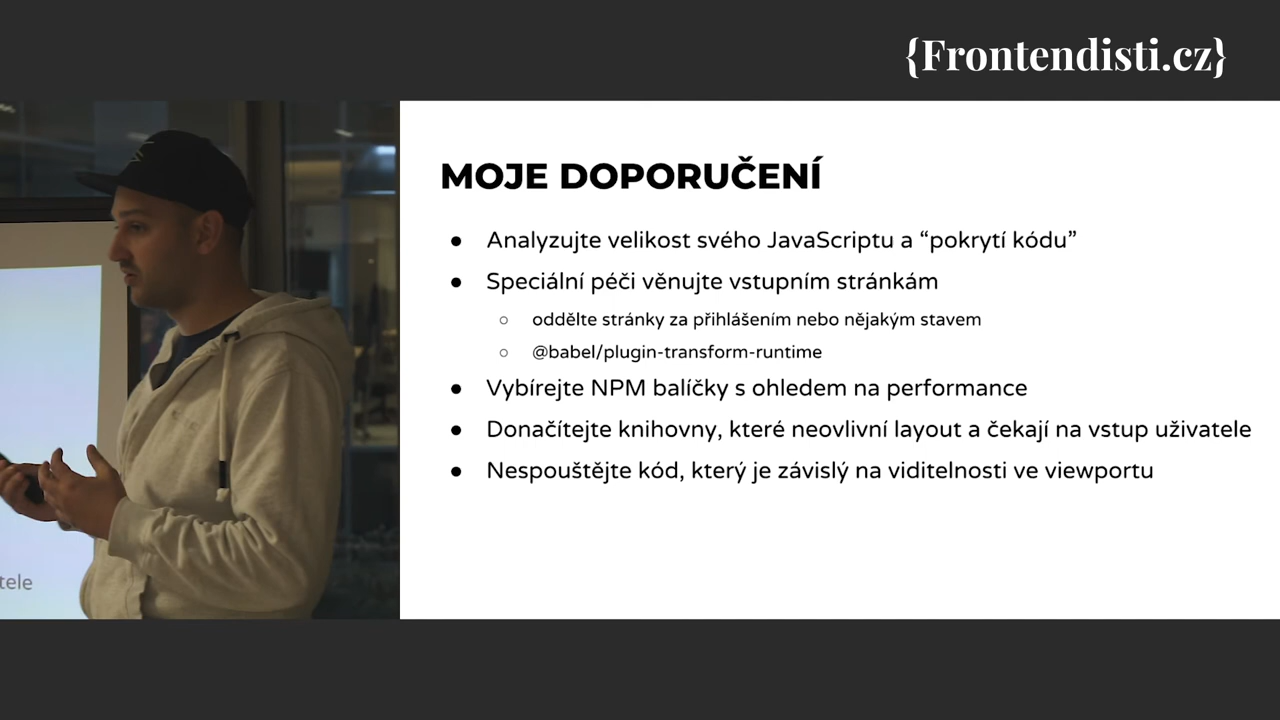 {Frontendisti.cz}
MOJE DOPORUČENÍ
● Analyzujte velikost svého JavaScriptu a “pokrytí kódu”
● Speciální péči věnujte vstupním stránkám
○ oddělte stránky za přihlášením nebo nějakým stavem
○ @babel/plugin-transform-runtime
● Vybírejte NPM balíčky s ohledem na performance
● Donačítejte knihovny, které neovlivní layout a čekají na vstup uživatele
● Nespouštějte kód, který je závislý na viditelnosti ve viewportu
tele